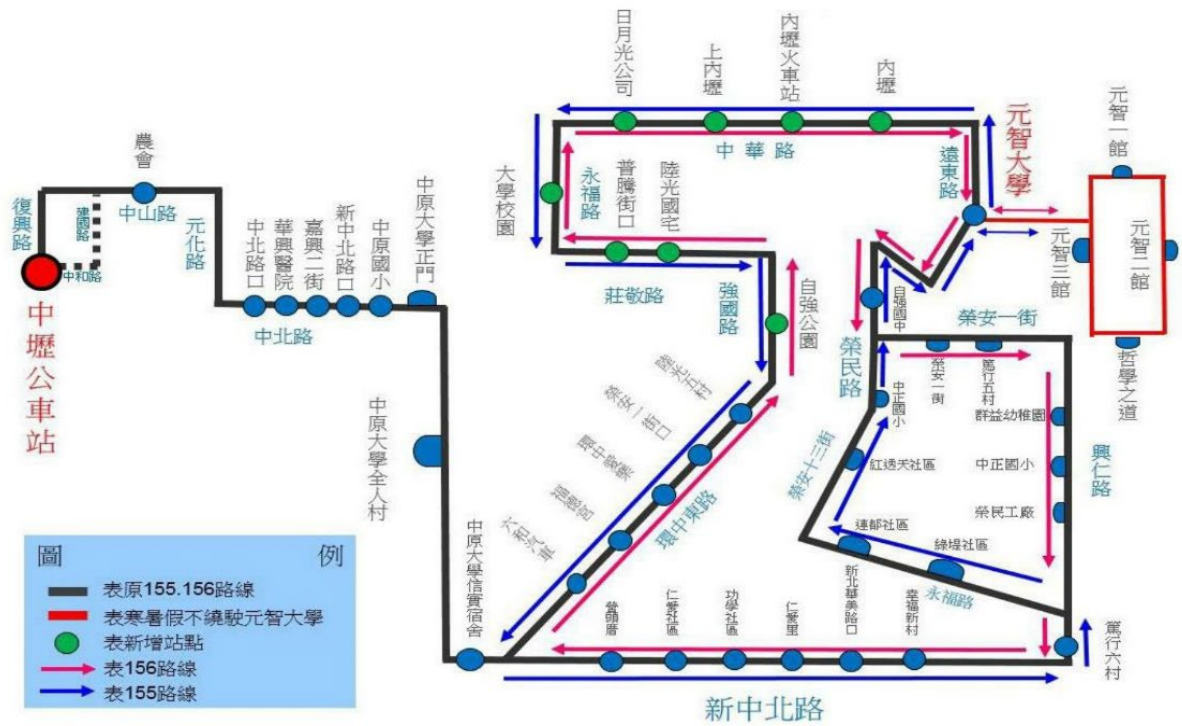 日月光公司
上內壢
內壢火車站
內壢
中華路
遠東路
元智大學
元智一館
元智二館
元智三館
哲學之道
農會
中山路
復興路
建國路
中和路
元化路
中壢公車站
中北路口
華興醫院
嘉興二街
新中北路口
中原國小
中原大學正門
中北路
大學校園
永福路
普騰街口
陸光國宅
莊敬路
強國路
自強公園
自強國中
榮安一街
榮民路
榮安一街
篤行五村
中正國小
群益幼稚園
中正國小
榮民工廠
興仁路
紅透天社區
榮安十三街
連郁社區
綠堤社區
永福路
陸光五村
榮安一街口
環中愛樂
福德宮
六和汽車
環中東路
中原大學全人村
中原大學信實宿舍
營頭厝
仁愛社區
功學社區
仁愛里
新北華美路口
幸福新村
篤行六村
新中北路
圖 例
表原155.156路線
表寒暑假不繞駛元智大學
表新增站點
表156路線
表155路線